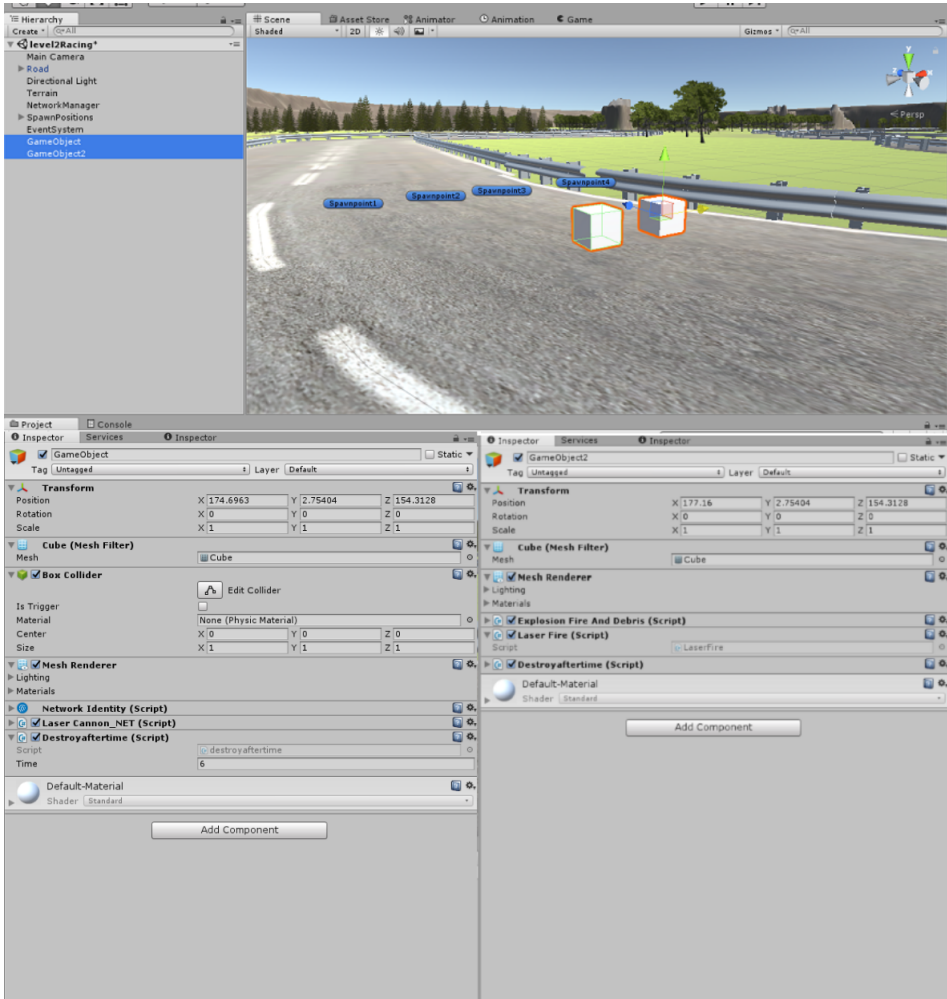 Hierarchy
Create
All
level2Racing*
Main Camera
Road
Directional Light
Terrain
NetworkManager
SpawnPositions
EventSystem
GameObject
GameObject2
Scene
Asset Store
Animator
Animation
Game
Shaded
2D
Gizmos
All
y
Persp
Spawnpoint1
Spawnpoint2
Spawnpoint3
Spawnpoint4
Project
Console
Inspector
Services
Inspector
GameObject
Static
Tag Untagged
Layer Default
Transform
Position X 174.6963 Y 2.75404 Z 154.3128
Rotation X 0 Y 0 Z 0
Scale X 1 Y 1 Z 1
Cube (Mesh Filter)
Mesh Cube
Box Collider
Edit Collider
Is Trigger
Material None (Physic Material)
Center X 0 Y 0 Z 0
Size X 1 Y 1 Z 1
Mesh Renderer
Lighting
Materials
Network Identity (Script)
Laser Cannon_NET (Script)
Destroyaftertime (Script)
Script destroyaftertime
Time 6
Default-Material
Shader Standard
Add Component
Inspector
Services
Inspector
GameObject2
Static
Tag Untagged
Layer Default
Transform
Position X 177.16 Y 2.75404 Z 154.3128
Rotation X 0 Y 0 Z 0
Scale X 1 Y 1 Z 1
Cube (Mesh Filter)
Mesh Cube
Mesh Renderer
Lighting
Materials
Explosion Fire And Debris (Script)
Laser Fire (Script)
Script LaserFire
Destroyaftertime (Script)
Default-Material
Shader Standard
Add Component